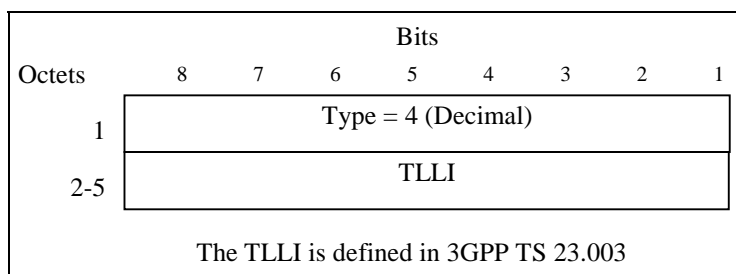 Bits
Octets 8 7 6 5 4 3 2 1
1 Type = 4 (Decimal)
2-5 TLLI
The TLLI is defined in 3GPP TS 23.003